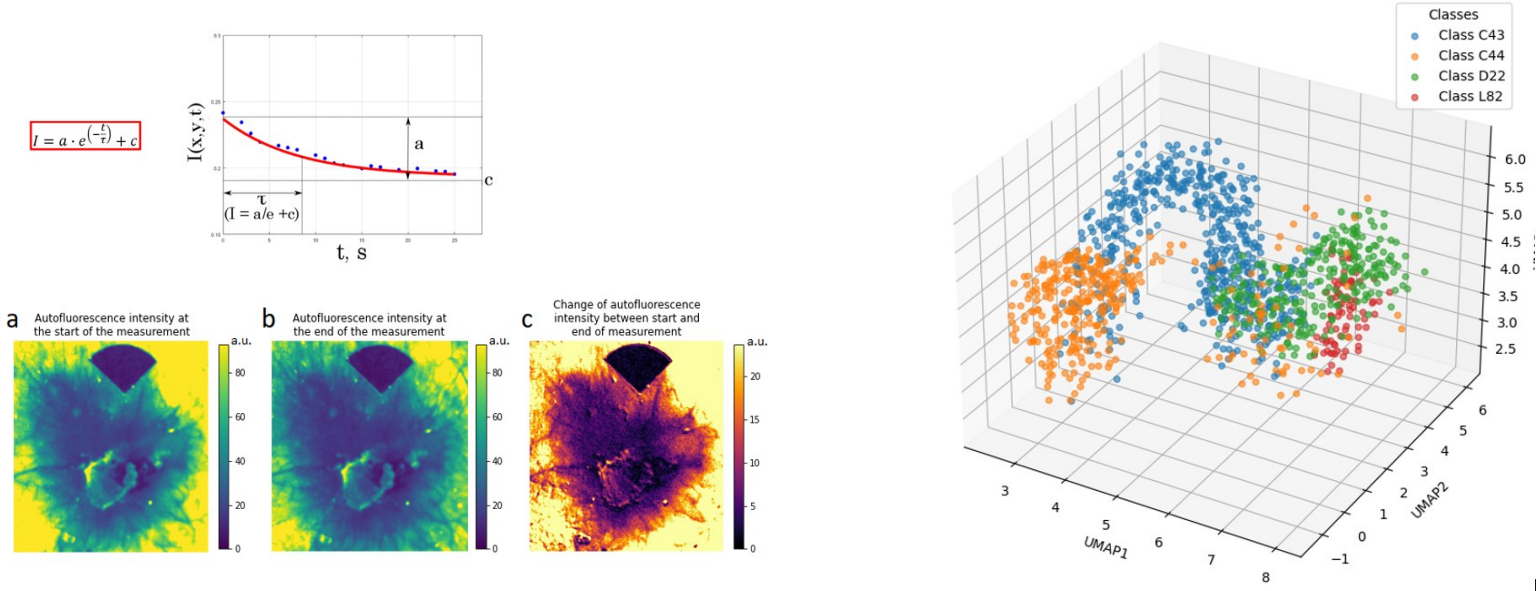 I = a · e^(-t/τ) + c
I(x,y,t)
0.3
0.25
0.2
0.15
a
c
τ
(I = a/e +c)
0 5 10 15 20 25
t, s
a
Autofluorescence intensity at
the start of the measurement
a.u.
80
60
40
20
0
b
Autofluorescence intensity at
the end of the measurement
a.u.
80
60
40
20
0
c
Change of autofluorescence
intensity between start and
end of measurement
a.u.
20
15
10
5
0
Classes
Class C43
Class C44
Class D22
Class L82
6.0
5.5
5.0
4.5
4.0
3.5
3.0
2.5
6
5
4
3
2
1
0
−1
UMAP2
3
4
5
6
7
8
UMAP1